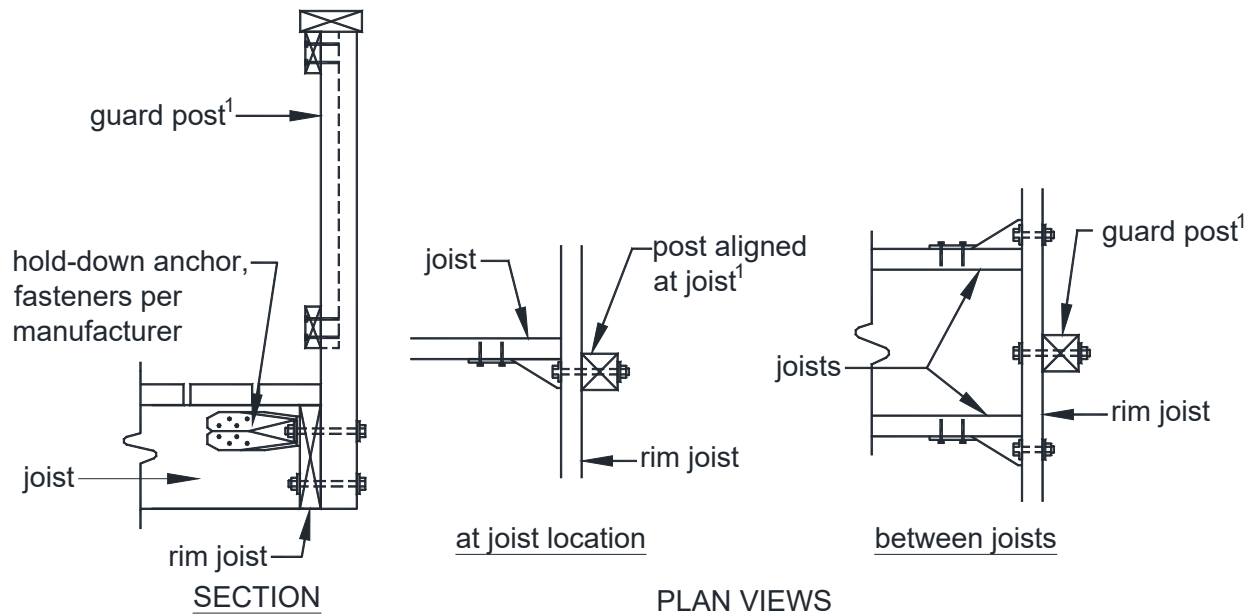 guard post1
hold-down anchor,
fasteners per
manufacturer
joist
rim joist
SECTION
joist
post aligned
at joist1
rim joist
at joist location
guard post1
joists
rim joist
between joists
PLAN VIEWS